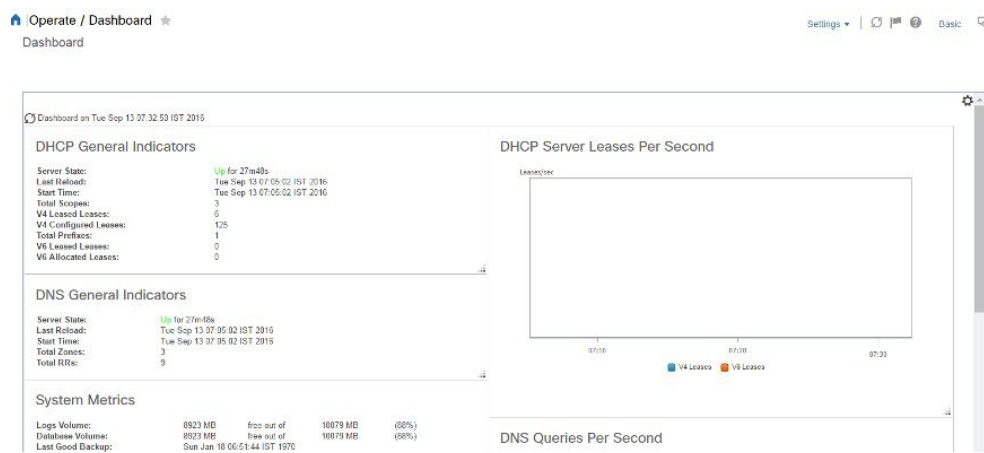 Operate / Dashboard
Settings
Basic
Dashboard
Dashboard on Tue Sep 13 07:32:50 IST 2016
DHCP General Indicators
Server State: Up for 27m48s
Last Reload: Tue Sep 13 07:05:02 IST 2016
Start Time: Tue Sep 13 07:05:02 IST 2016
Total Scopes: 3
V4 Leased Leases: 6
V4 Configured Leases: 125
Total Prefixes: 1
V6 Leased Leases: 0
V6 Allocated Leases: 0
DHCP Server Leases Per Second
Leases/sec
07:10 07:20 07:30
V4 Leases V6 Leases
DNS General Indicators
Server State: Up for 27m48s
Last Reload: Tue Sep 13 07:05:02 IST 2016
Start Time: Tue Sep 13 07:05:02 IST 2016
Total Zones: 3
Total RRs: 9
System Metrics
Logs Volume: 8923 MB free out of 10079 MB (88%)
Database Volume: 8923 MB free out of 10079 MB (88%)
Last Good Backup: Sun Jan 18 06:51:44 IST 1970
DNS Queries Per Second